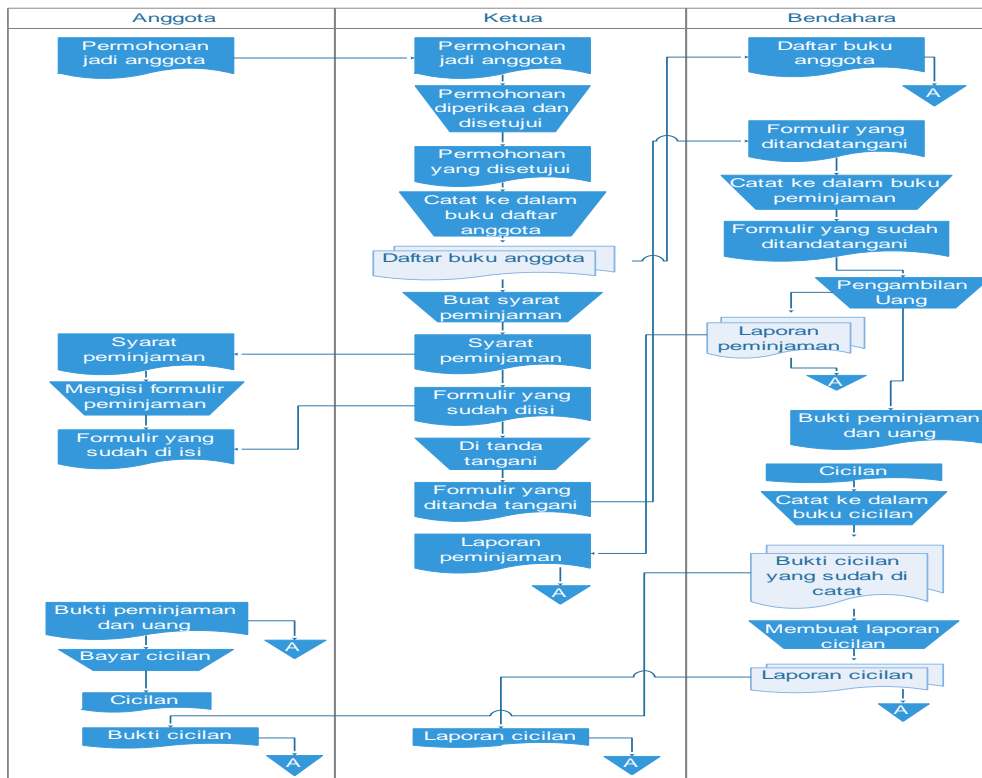 Anggota
Ketua
Bendahara
Permohonan
jadi anggota
Permohonan
jadi anggota
Daftar buku
anggota
A
Permohonan
diperikaa dan
disetujui
Formulir yang
ditandatangani
Permohonan
yang disetujui
Catat ke dalam buku
peminjaman
Catat ke dalam
buku daftar
anggota
Formulir yang sudah
ditandatangani
Daftar buku anggota
Pengambilan
Uang
Buat syarat
peminjaman
Laporan
peminjaman
A
Syarat
peminjaman
Syarat
peminjaman
Mengisi formulir
peminjaman
Formulir yang
sudah diisi
Bukti peminjaman
dan uang
Formulir yang
sudah di isi
Di tanda
tangani
Cicilan
Formulir yang
ditanda tangani
Catat ke dalam
buku cicilan
Laporan
peminjaman
A
Bukti cicilan
yang sudah di
catat
Bukti peminjaman
dan uang
A
Membuat laporan
cicilan
Bayar cicilan
Laporan cicilan
A
Cicilan
Bukti cicilan
A
Laporan cicilan
A